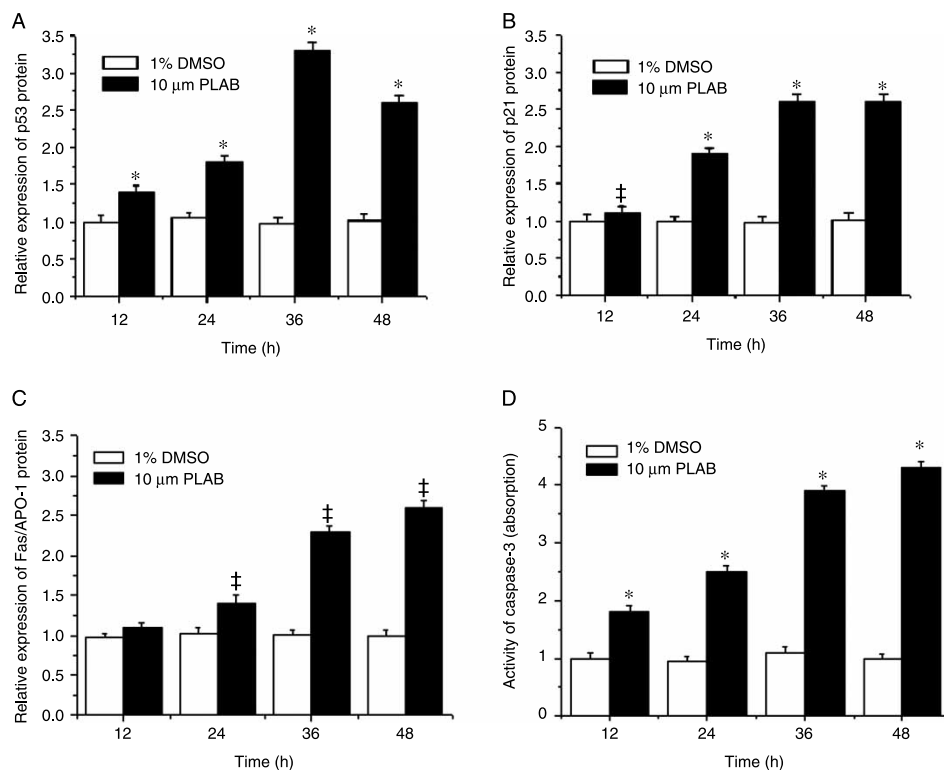 A
Relative expression of p53 protein
3.5
3.0
2.5
2.0
1.5
1.0
0.5
0.0
1% DMSO
10 μm PLAB
*
*
*
*
12 24 36 48
Time (h)
B
Relative expression of p21 protein
3.5
3.0
2.5
2.0
1.5
1.0
0.5
0.0
1% DMSO
10 μm PLAB
‡
*
*
*
12 24 36 48
Time (h)
C
Relative expression of Fas/APO-1 protein
3.5
3.0
2.5
2.0
1.5
1.0
0.5
0.0
1% DMSO
10 μm PLAB
‡
‡
‡
12 24 36 48
Time (h)
D
Activity of caspase-3 (absorption)
5
4
3
2
1
0
1% DMSO
10 μm PLAB
*
*
*
*
12 24 36 48
Time (h)